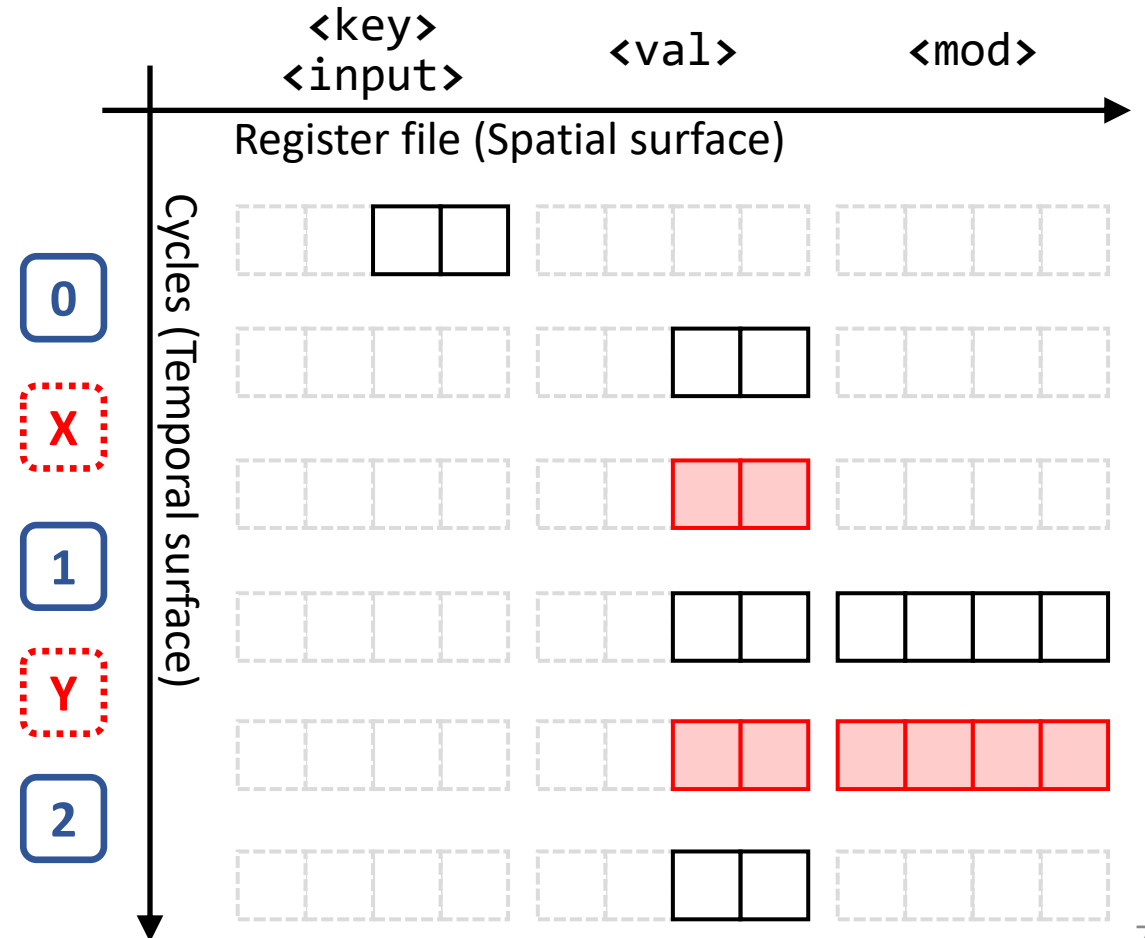 <key>
<input>
<val>
<mod>
Register file (Spatial surface)
Cycles (Temporal surface)
0
X
1
Y
2